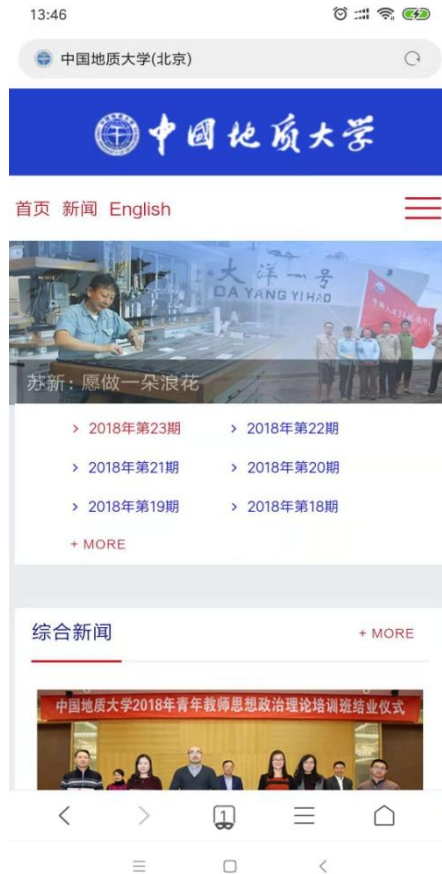 13:46
中国地质大学(北京)
中國地质大学
首页 新闻 English
大洋一号
DA YANG YI HAO
苏新：愿做一朵浪花
> 2018年第23期 > 2018年第22期
> 2018年第21期 > 2018年第20期
> 2018年第19期 > 2018年第18期
+ MORE
综合新闻 + MORE
中国地质大学2018年青年教师思想政治理论培训班结业仪式
1